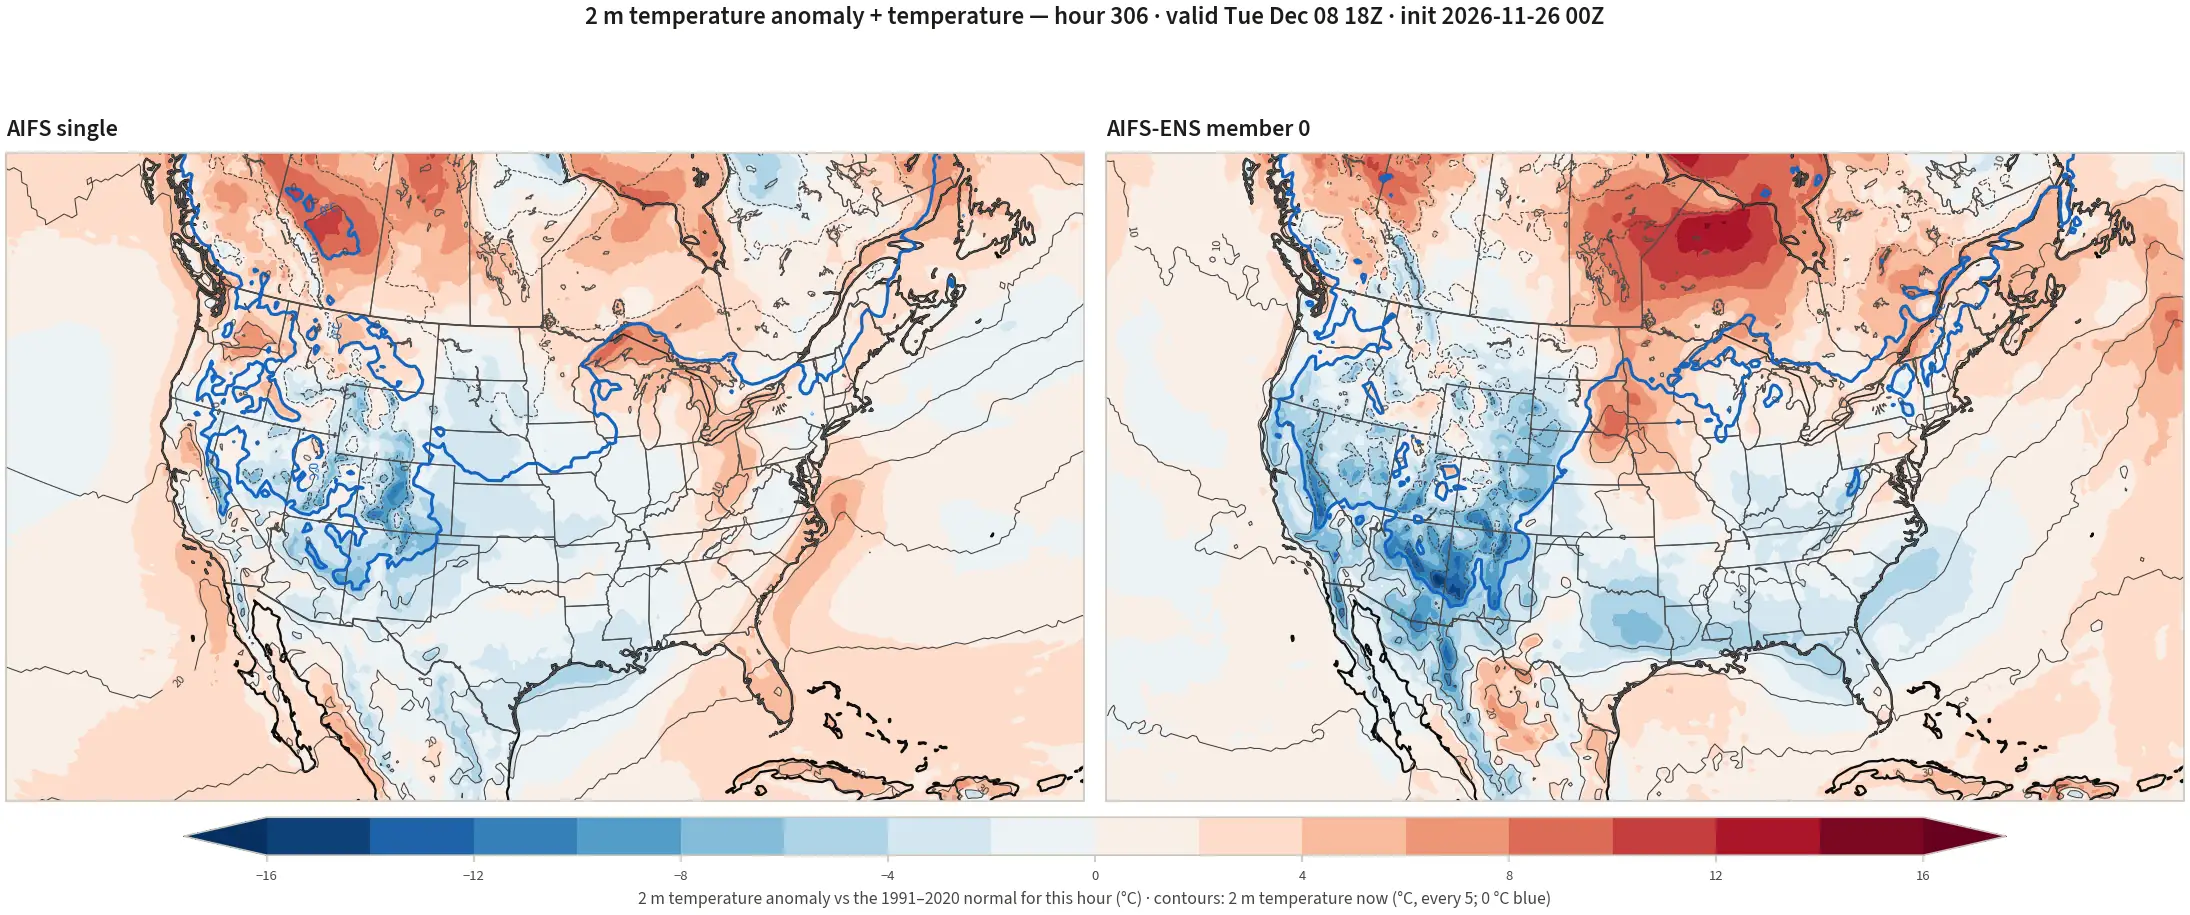 2 m temperature anomaly + temperature — hour 306 · valid Tue Dec 08 18Z · init 2026-11-26 00Z
AIFS single
AIFS-ENS member 0
−16 −12 −8 −4 0 4 8 12 16
2 m temperature anomaly vs the 1991–2020 normal for this hour (°C) · contours: 2 m temperature now (°C, every 5; 0 °C blue)